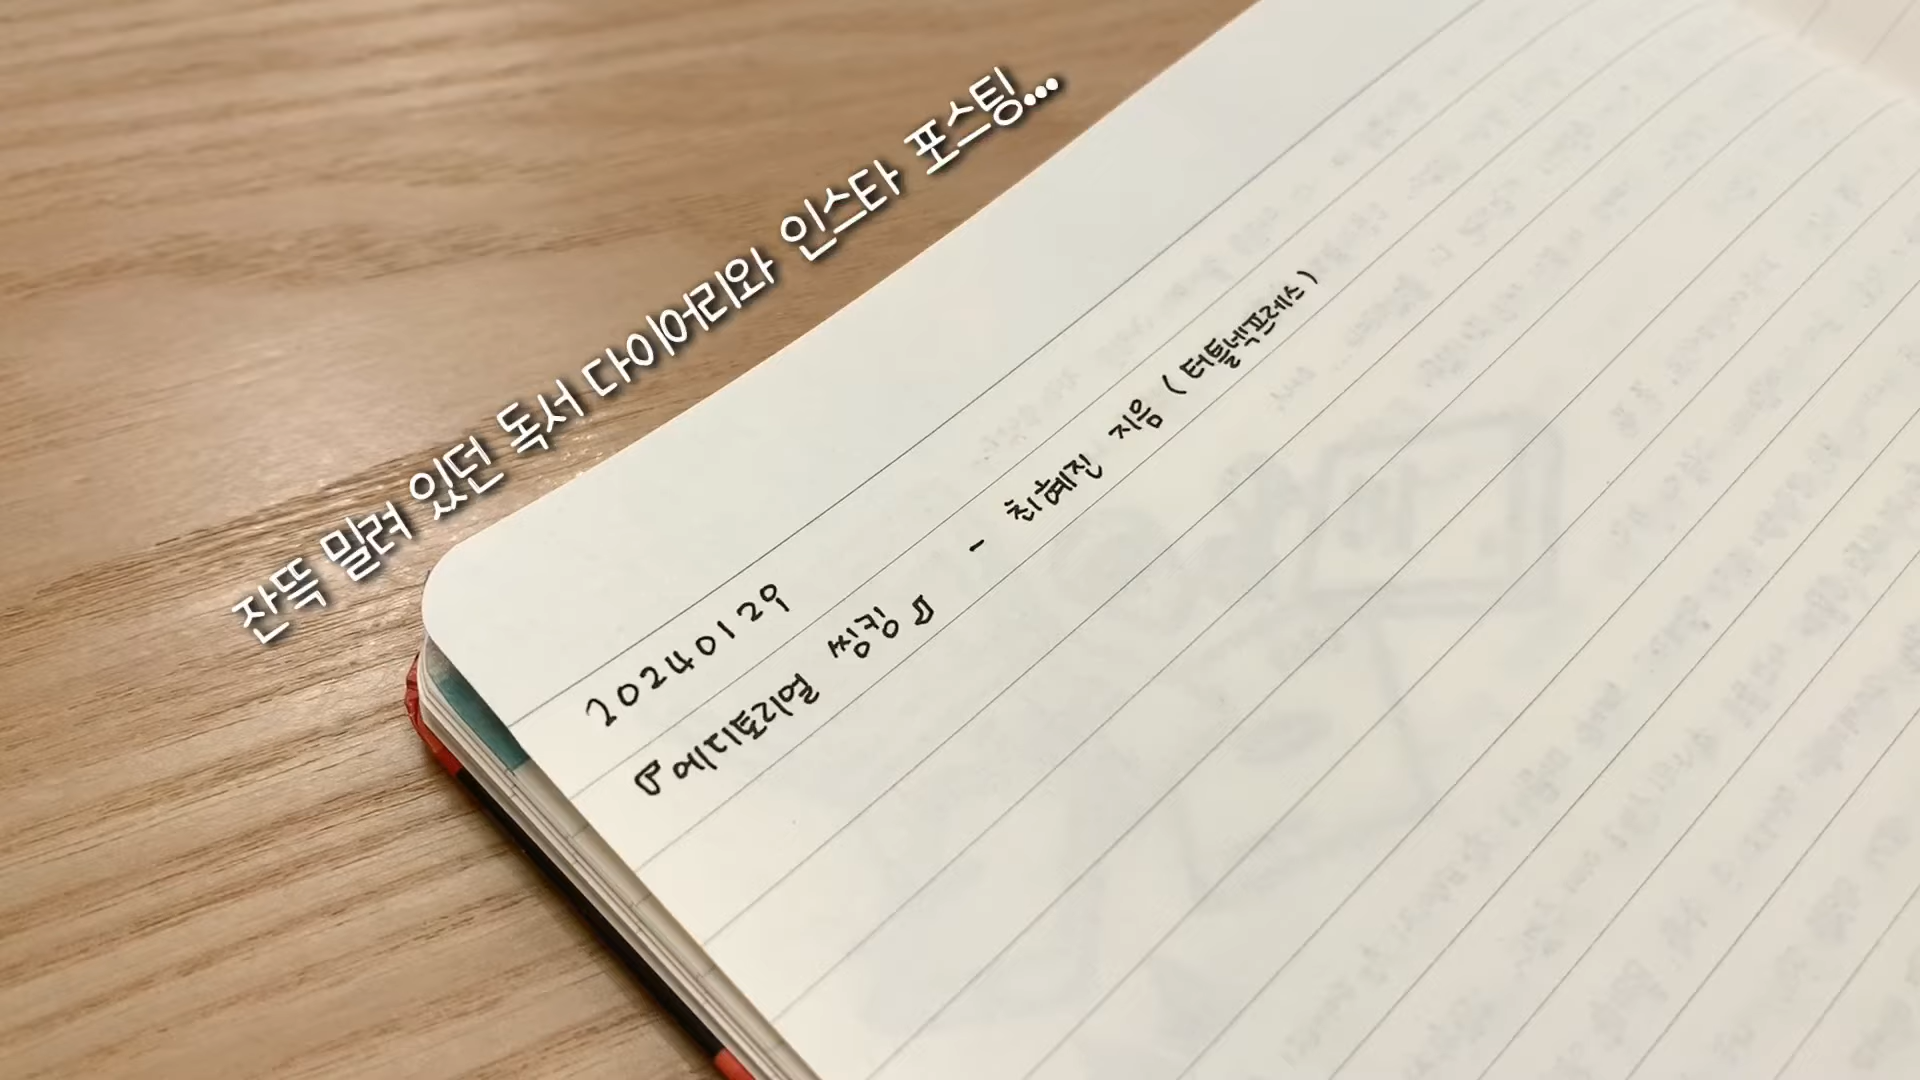 잔뜩 밀려 있던 독서 다이어리와 인스타 포스팅...
20240129
『에디토리얼 씽킹』 - 최혜진 지음 (터틀넥프레스)